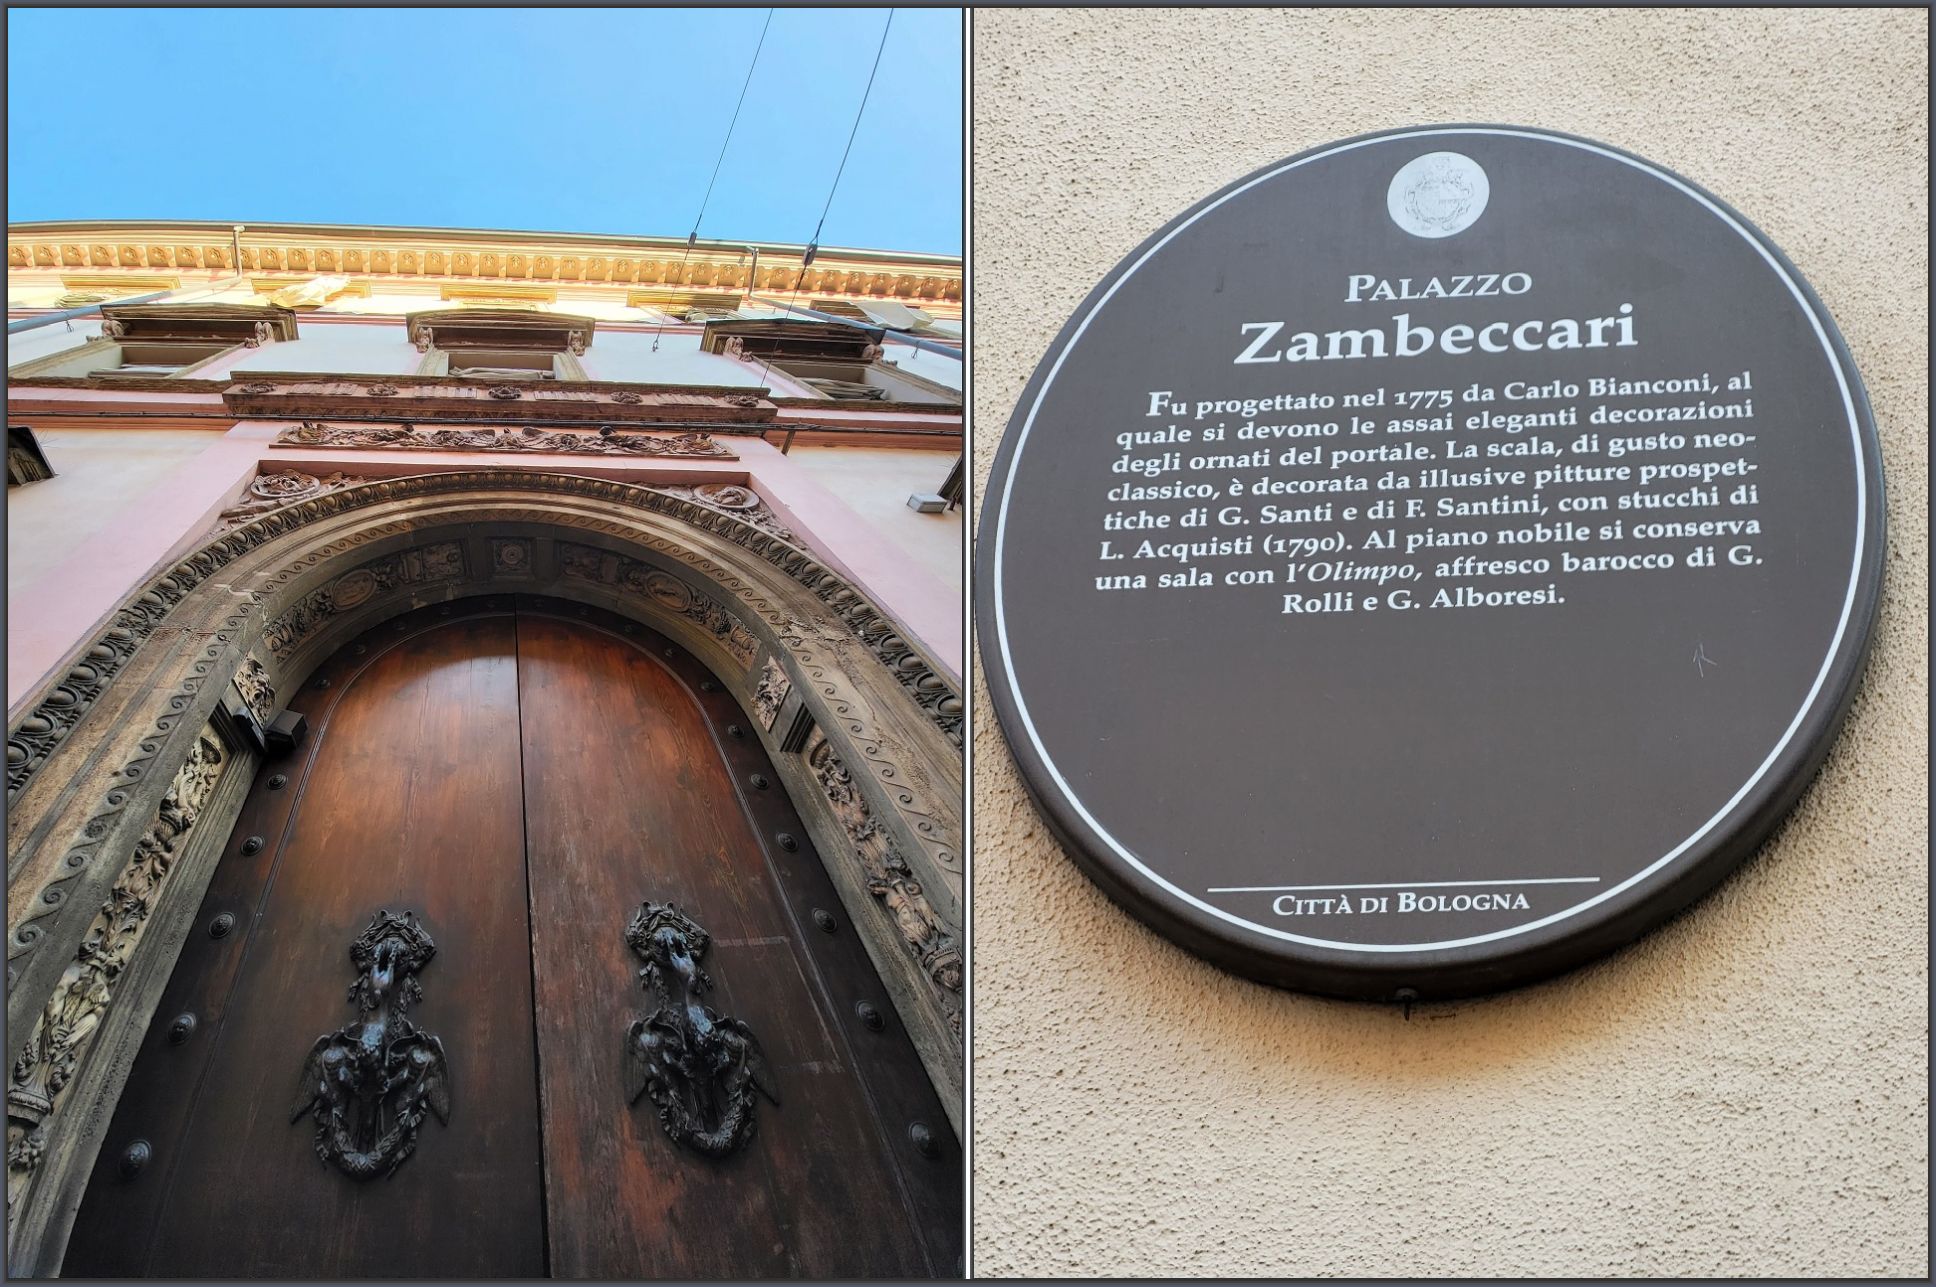 PALAZZO
Zambeccari
Fu progettato nel 1775 da Carlo Bianconi, al
quale si devono le assai eleganti decorazioni
degli ornati del portale. La scala, di gusto neo-
classico, è decorata da illusive pitture prospet-
tiche di G. Santi e di F. Santini, con stucchi di
L. Acquisti (1790). Al piano nobile si conserva
una sala con l'Olimpo, affresco barocco di G.
Rolli e G. Alboresi.
CITTÀ DI BOLOGNA